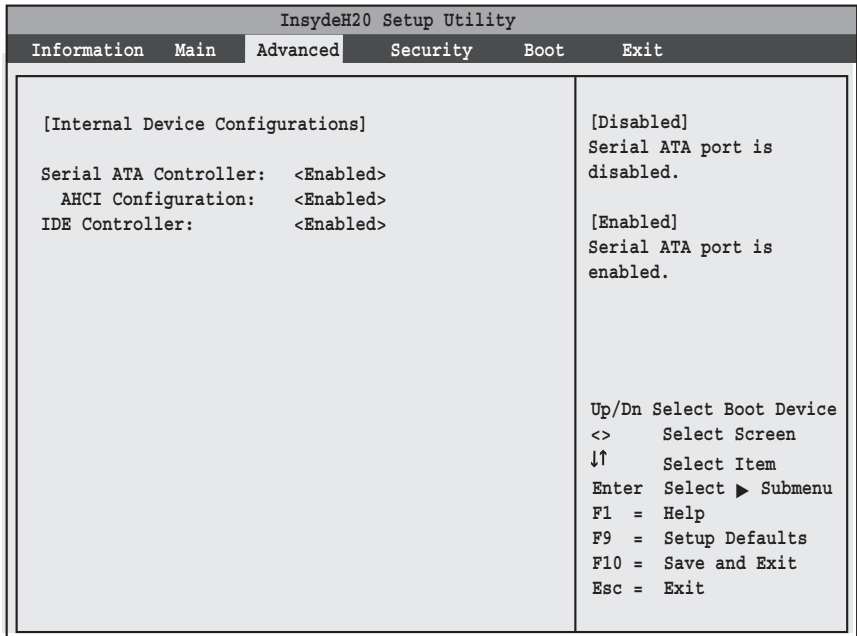 InsydeH20 Setup Utility
Information Main Advanced Security Boot Exit
[Internal Device Configurations]
Serial ATA Controller: <Enabled>
AHCI Configuration: <Enabled>
IDE Controller: <Enabled>
[Disabled]
Serial ATA port is
disabled.
[Enabled]
Serial ATA port is
enabled.
Up/Dn Select Boot Device
<> Select Screen
↓↑ Select Item
Enter Select ▶ Submenu
F1 = Help
F9 = Setup Defaults
F10 = Save and Exit
Esc = Exit